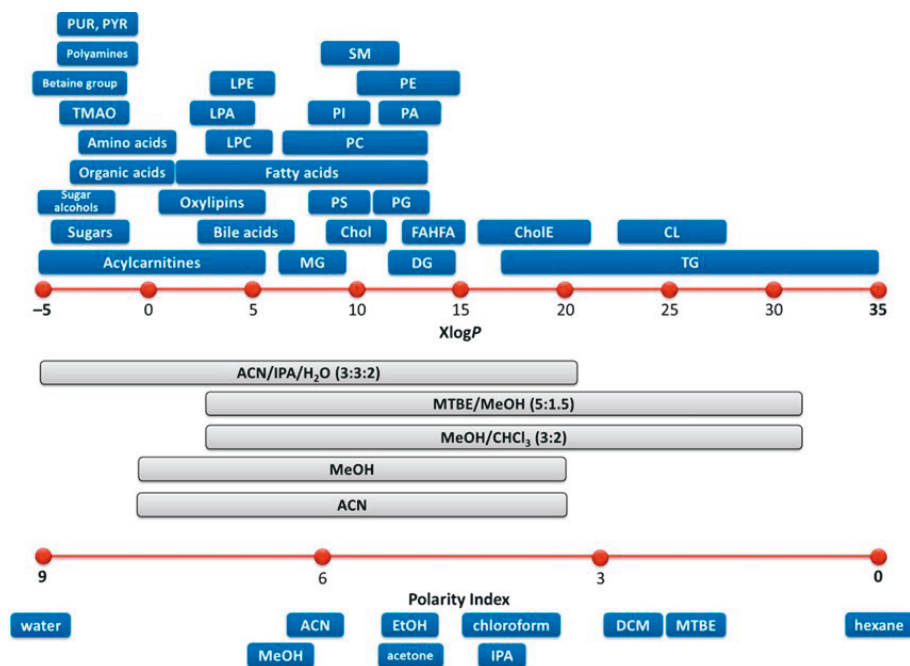 PUR, PYR
Polyamines SM
Betaine group LPE PE
TMAO LPA PI PA
Amino acids LPC PC
Organic acids Fatty acids
Sugar
alcohols Oxylipins PS PG
Sugars Bile acids Chol FAHFA CholE CL
Acylcarnitines MG DG TG
–5 0 5 10 15 20 25 30 35
XlogP
ACN/IPA/H₂O (3:3:2)
MTBE/MeOH (5:1.5)
MeOH/CHCl₃ (3:2)
MeOH
ACN
9 6 3 0
Polarity Index
water ACN EtOH chloroform DCM MTBE hexane
MeOH acetone IPA